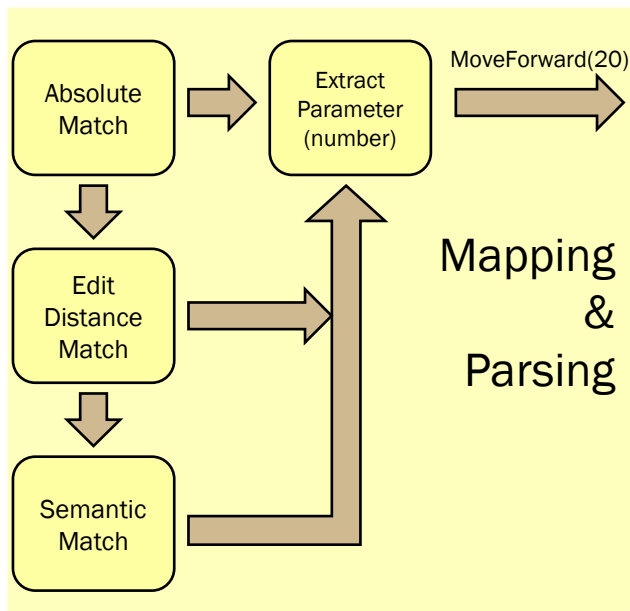 Absolute
Match
Extract
Parameter
(number)
MoveForward(20)
Edit
Distance
Match
Mapping
&
Parsing
Semantic
Match